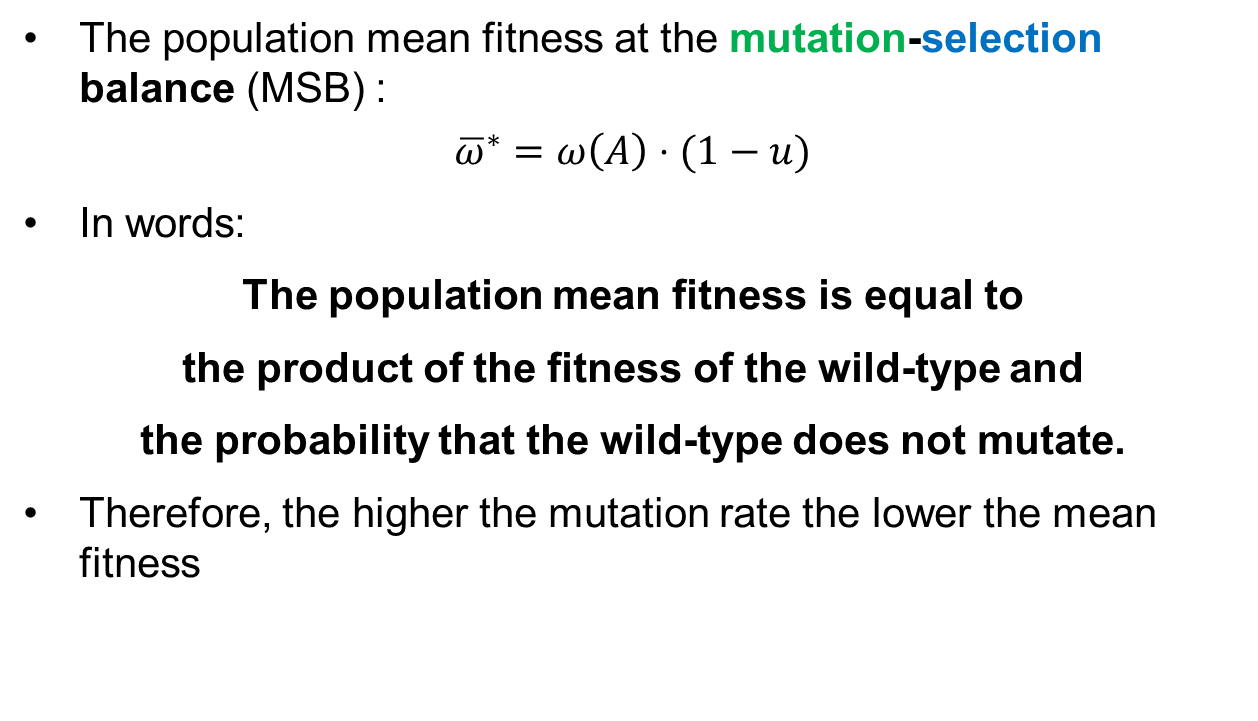 • The population mean fitness at the mutation-selection
balance (MSB) :
ω̅* = ω(A) · (1 − u)
• In words:
The population mean fitness is equal to
the product of the fitness of the wild-type and
the probability that the wild-type does not mutate.
• Therefore, the higher the mutation rate the lower the mean
fitness